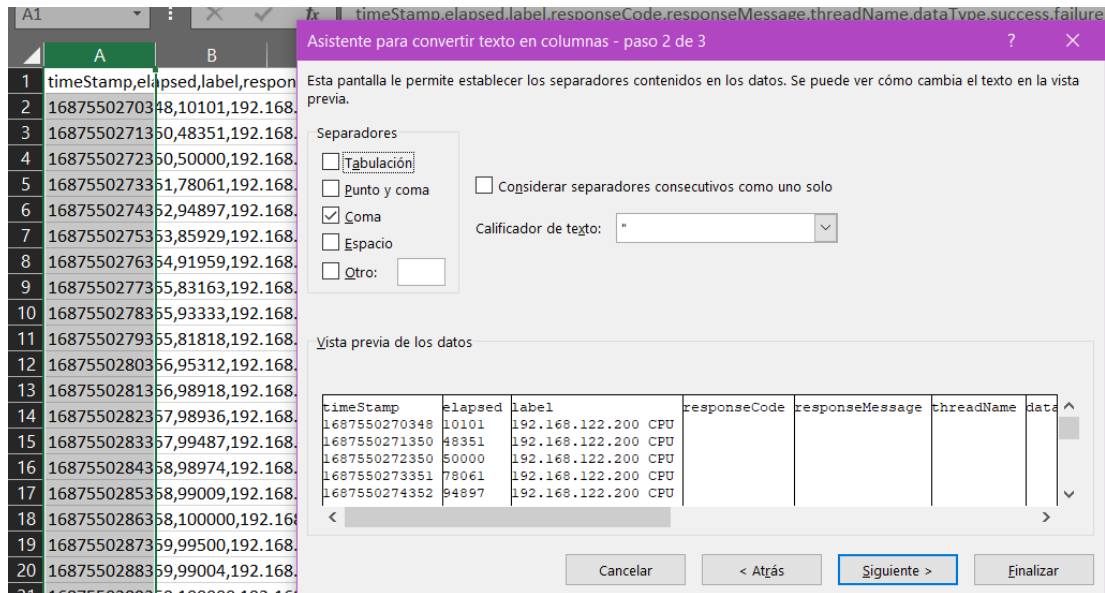 A1 fx timeStamp,elapsed,label,responseCode,responseMessage,threadName,dataType,success,failure
Asistente para convertir texto en columnas - paso 2 de 3 ? ×
A B
Esta pantalla le permite establecer los separadores contenidos en los datos. Se puede ver cómo cambia el texto en la vista
previa.
Separadores
Tabulación
Punto y coma
Coma
Espacio
Otro:
Considerar separadores consecutivos como uno solo
Calificador de texto: "
Vista previa de los datos
timeStamp elapsed label responseCode responseMessage threadName data
1687550270348 10101 192.168.122.200 CPU
1687550271350 48351 192.168.122.200 CPU
1687550272350 50000 192.168.122.200 CPU
1687550273351 78061 192.168.122.200 CPU
1687550274352 94897 192.168.122.200 CPU
Cancelar < Atrás Siguiente > Finalizar
1 timeStamp,elapsed,label,respon
2 1687550270348,10101,192.168.
3 1687550271350,48351,192.168.
4 1687550272350,50000,192.168.
5 1687550273351,78061,192.168.
6 1687550274352,94897,192.168.
7 1687550275353,85929,192.168.
8 1687550276354,91959,192.168.
9 1687550277355,83163,192.168.
10 1687550278355,93333,192.168.
11 1687550279355,81818,192.168.
12 1687550280356,95312,192.168.
13 1687550281356,98918,192.168.
14 1687550282357,98936,192.168.
15 1687550283357,99487,192.168.
16 1687550284358,98974,192.168.
17 1687550285358,99009,192.168.
18 1687550286358,100000,192.168
19 1687550287359,99500,192.168.
20 1687550288359,99004,192.168.